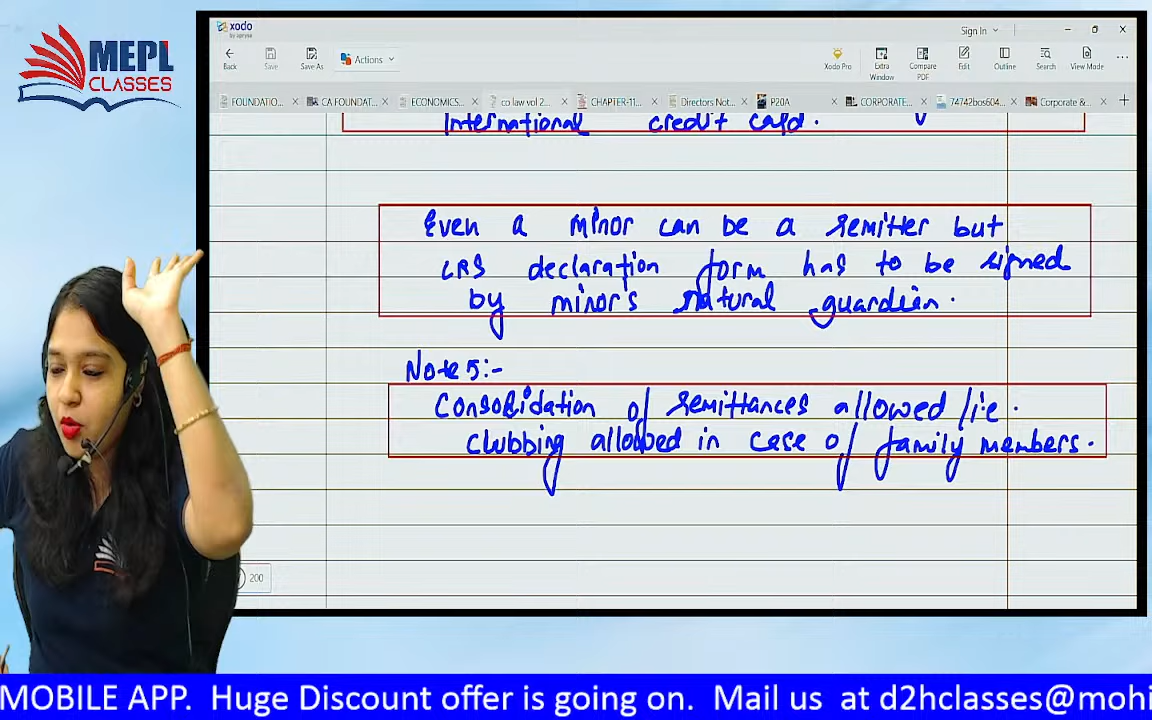 MEPL
CLASSES
xodo
by apryse
Sign In
Back
Save
Save As
Actions
Xodo Pro
Extra Window
Compare PDF
Edit
Outline
Search
View Mode
FOUNDATIO...
CA FOUNDAT...
ECONOMICS...
co law vol 2...
CHAPTER-11...
Directors Not...
P20A
CORPORATE...
74742bos604...
Corporate &...
International credit card.
Even a minor can be a remitter but
LRS declaration form has to be signed
by minor's natural guardian.
Note 5:-
Consolidation of remittances allowed /i.e.
clubbing allowed in case of family members.
200
MOBILE APP. Huge Discount offer is going on. Mail us at d2hclasses@mohi